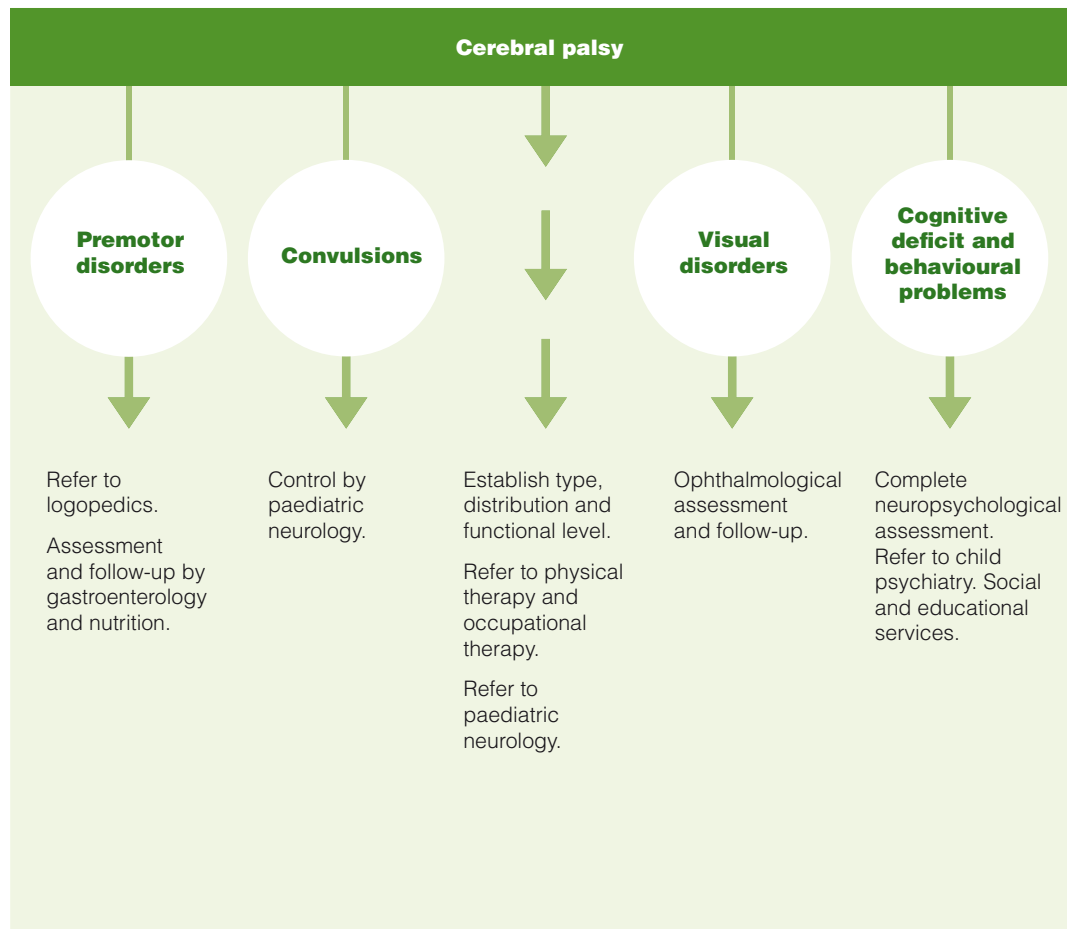 Cerebral palsy
Premotor
disorders
Convulsions
Visual
disorders
Cognitive
deficit and
behavioural
problems
Refer to
logopedics.
Assessment
and follow-up by
gastroenterology
and nutrition.
Control by
paediatric
neurology.
Establish type,
distribution and
functional level.
Refer to physical
therapy and
occupational
therapy.
Refer to
paediatric
neurology.
Ophthalmological
assessment
and follow-up.
Complete
neuropsychological
assessment.
Refer to child
psychiatry. Social
and educational
services.